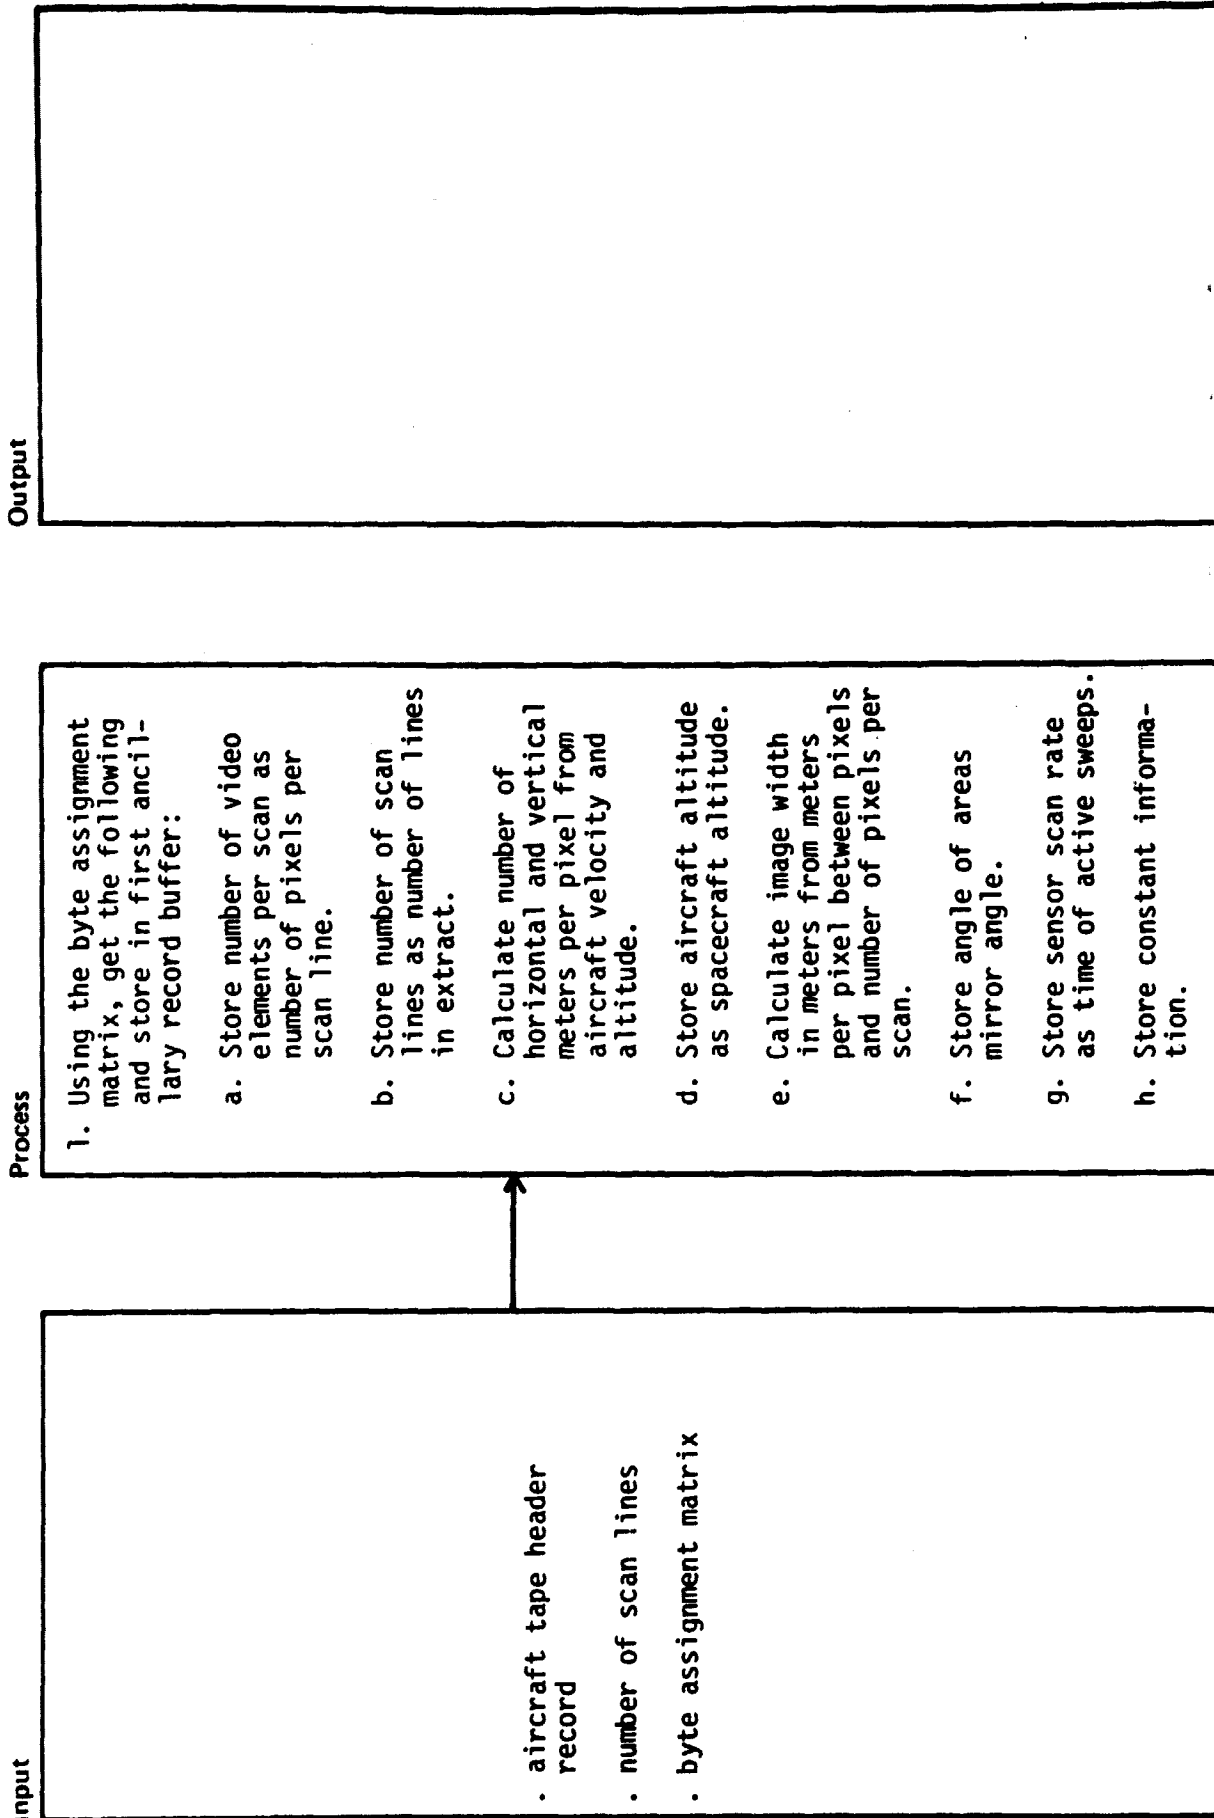 Input
. aircraft tape header
record
. number of scan lines
. byte assignment matrix
Process
1. Using the byte assignment
matrix, get the following
and store in first ancil-
lary record buffer:
a. Store number of video
elements per scan as
number of pixels per
scan line.
b. Store number of scan
lines as number of lines
in extract.
c. Calculate number of
horizontal and vertical
meters per pixel from
aircraft velocity and
altitude.
d. Store aircraft altitude
as spacecraft altitude.
e. Calculate image width
in meters from meters
per pixel between pixels
and number of pixels per
scan.
f. Store angle of areas
mirror angle.
g. Store sensor scan rate
as time of active sweeps.
h. Store constant informa-
tion.
Output